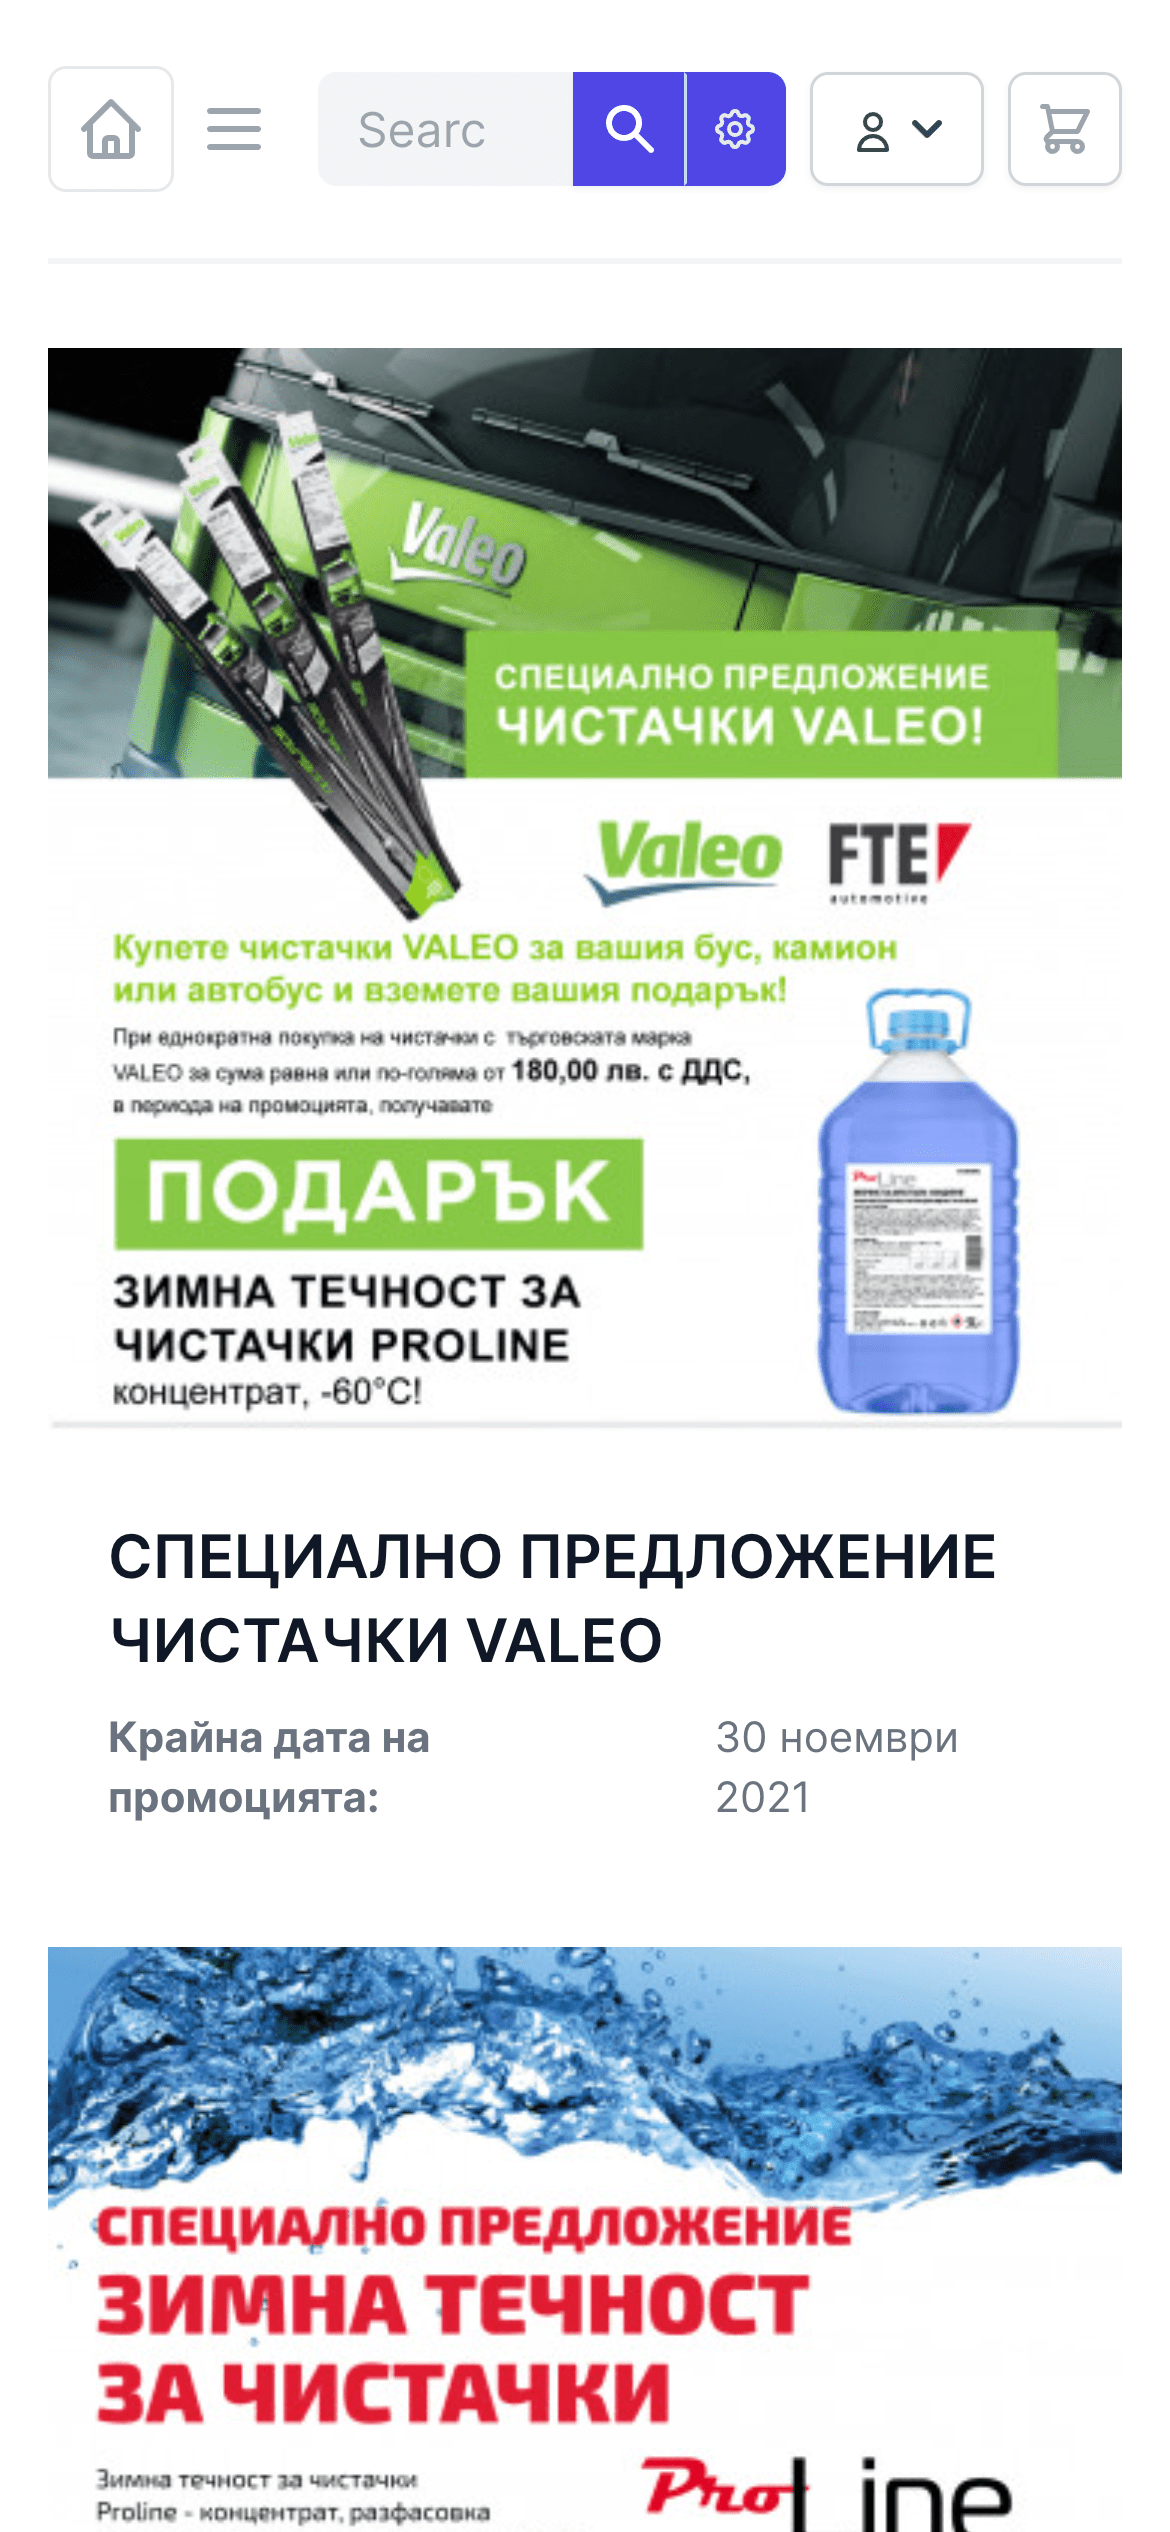 Searc
Valeo
СПЕЦИАЛНО ПРЕДЛОЖЕНИЕ
ЧИСТАЧКИ VALEO!
Valeo FTE
automotive
Купете чистачки VALEO за вашия бус, камион
или автобус и вземете вашия подарък!
При еднократна покупка на чистачки с търговската марка
VALEO за сума равна или по-голяма от 180,00 лв. с ДДС,
в периода на промоцията, получавате
ПОДАРЪК
ProLine
ЗИМНА ТЕЧНОСТ ЗА
ЧИСТАЧКИ PROLINE
концентрат, -60°C!
СПЕЦИАЛНО ПРЕДЛОЖЕНИЕ
ЧИСТАЧКИ VALEO
Крайна дата на
промоцията:
30 ноември
2021
СПЕЦИАЛНО ПРЕДЛОЖЕНИЕ
ЗИМНА ТЕЧНОСТ
ЗА ЧИСТАЧКИ
Зимна течност за чистачки
Proline - концентрат, разфасовка
ProLine